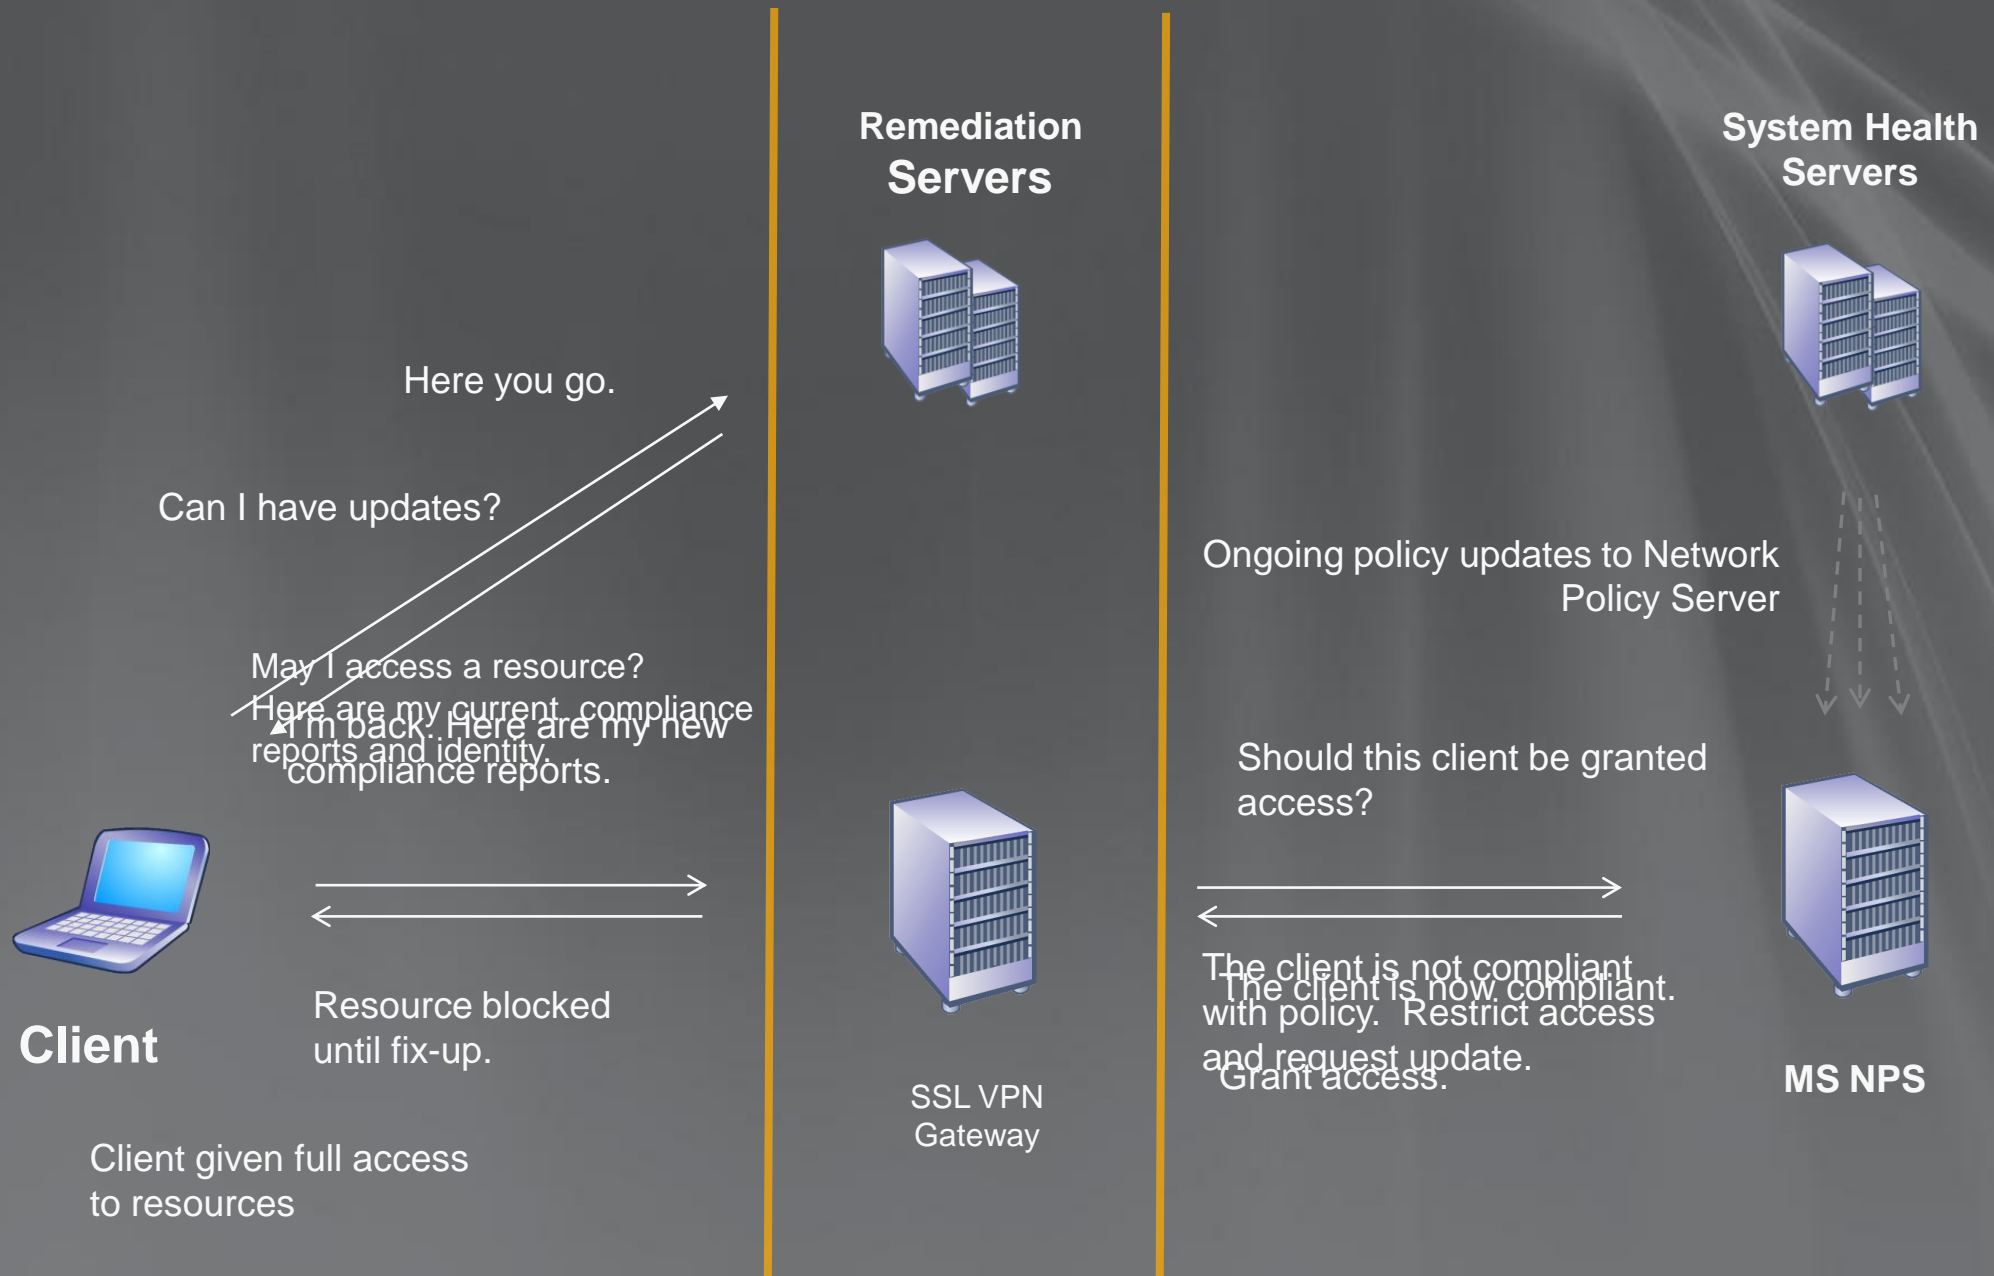 Remediation
Servers
System Health
Servers
Here you go.
Can I have updates?
Ongoing policy updates to Network
Policy Server
May I access a resource?
Here are my current  compliance
reports and identity.
I'm back. Here are my new
compliance reports.
Should this client be granted
access?
The client is not compliant
with policy.  Restrict access
and request update.
The client is now compliant.
Grant access.
Resource blocked
until fix-up.
Client
SSL VPN
Gateway
MS NPS
Client given full access
to resources